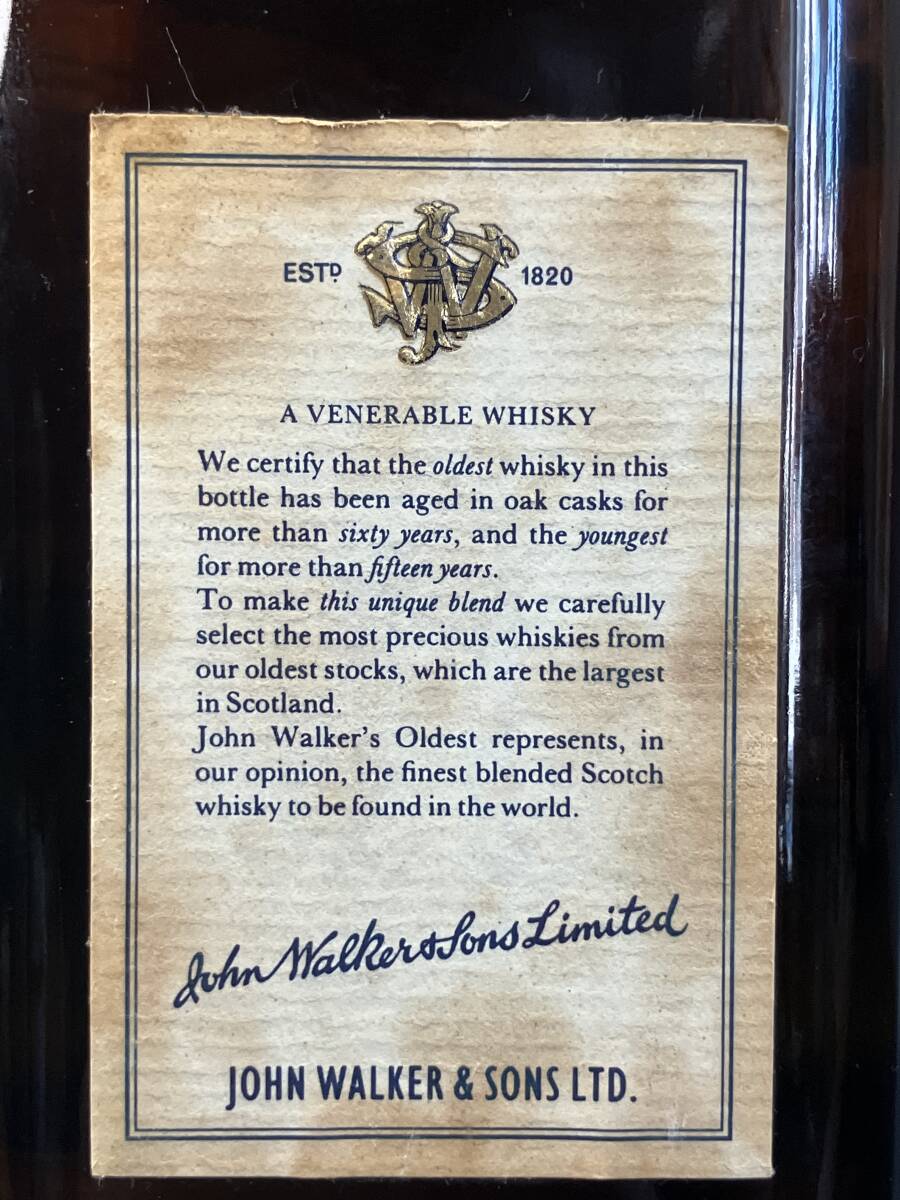 ESTD 1820
A VENERABLE WHISKY
We certify that the oldest whisky in this
bottle has been aged in oak casks for
more than sixty years, and the youngest
for more than fifteen years.
To make this unique blend we carefully
select the most precious whiskies from
our oldest stocks, which are the largest
in Scotland.
John Walker's Oldest represents, in
our opinion, the finest blended Scotch
whisky to be found in the world.
John Walker & Sons Limited
JOHN WALKER & SONS LTD.